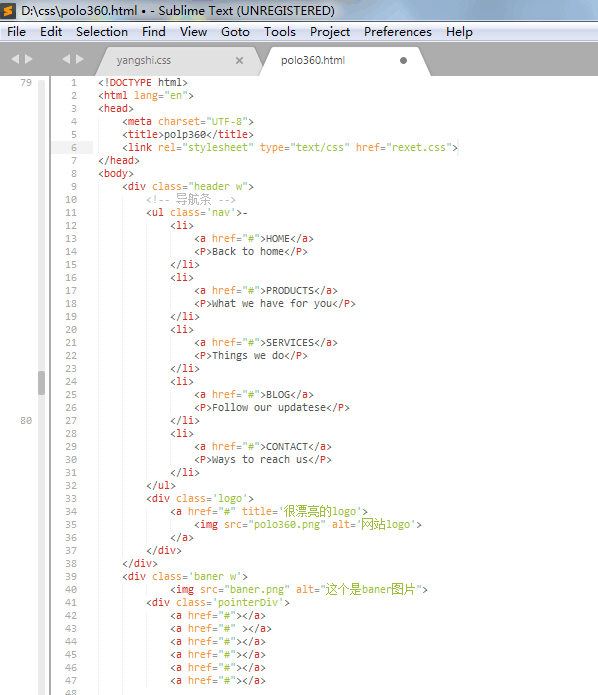 D:\css\polo360.html • - Sublime Text (UNREGISTERED)
File Edit Selection Find View Goto Tools Project Preferences Help
yangshi.css × polo360.html
79
80
1 <!DOCTYPE html>
2 <html lang="en">
3 <head>
4 <meta charset="UTF-8">
5 <title>polp360</title>
6 <link rel="stylesheet" type="text/css" href="rexet.css">
7 </head>
8 <body>
9 <div class="header w">
10 <!-- 导航条 -->
11 <ul class='nav'>-
12 <li>
13 <a href="#">HOME</a>
14 <P>Back to home</P>
15 </li>
16 <li>
17 <a href="#">PRODUCTS</a>
18 <P>What we have for you</P>
19 </li>
20 <li>
21 <a href="#">SERVICES</a>
22 <P>Things we do</P>
23 </li>
24 <li>
25 <a href="#">BLOG</a>
26 <P>Follow our updatese</P>
27 </li>
28 <li>
29 <a href="#">CONTACT</a>
30 <P>Ways to reach us</P>
31 </li>
32 </ul>
33 <div class='logo'>
34 <a href="#" title='很漂亮的logo'>
35 <img src="polo360.png" alt='网站logo'>
36 </a>
37 </div>
38 </div>
39 <div class='baner w'>
40 <img src="baner.png" alt="这个是baner图片">
41 <div class='pointerDiv'>
42 <a href="#"></a>
43 <a href="#" ></a>
44 <a href="#"></a>
45 <a href="#"></a>
46 <a href="#"></a>
47 <a href="#"></a>
48